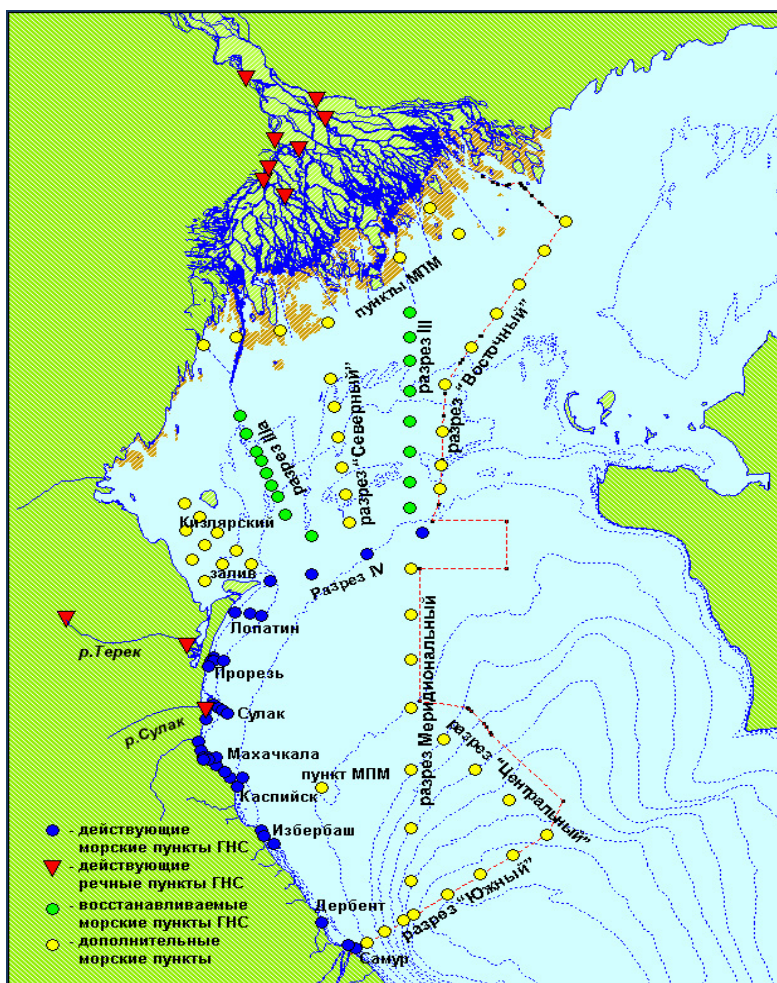 пункты МПМ
разрез III
разрез “Восточный”
разрез “Северный”
разрез IIIа
Кизлярский
залив
Разрез IV
Лопатин
р.Терек
Прорезь
разрез Меридиональный
Сулак
р.Сулак
разрез “Центральный”
Махачкала
пункт МПМ
Каспийск
Избербаш
- действующие
морские пункты ГНС
- действующие
речные пункты ГНС
- восстанавливаемые
морские пункты ГНС
- дополнительные
морские пункты
Дербент
разрез “Южный”
Самур